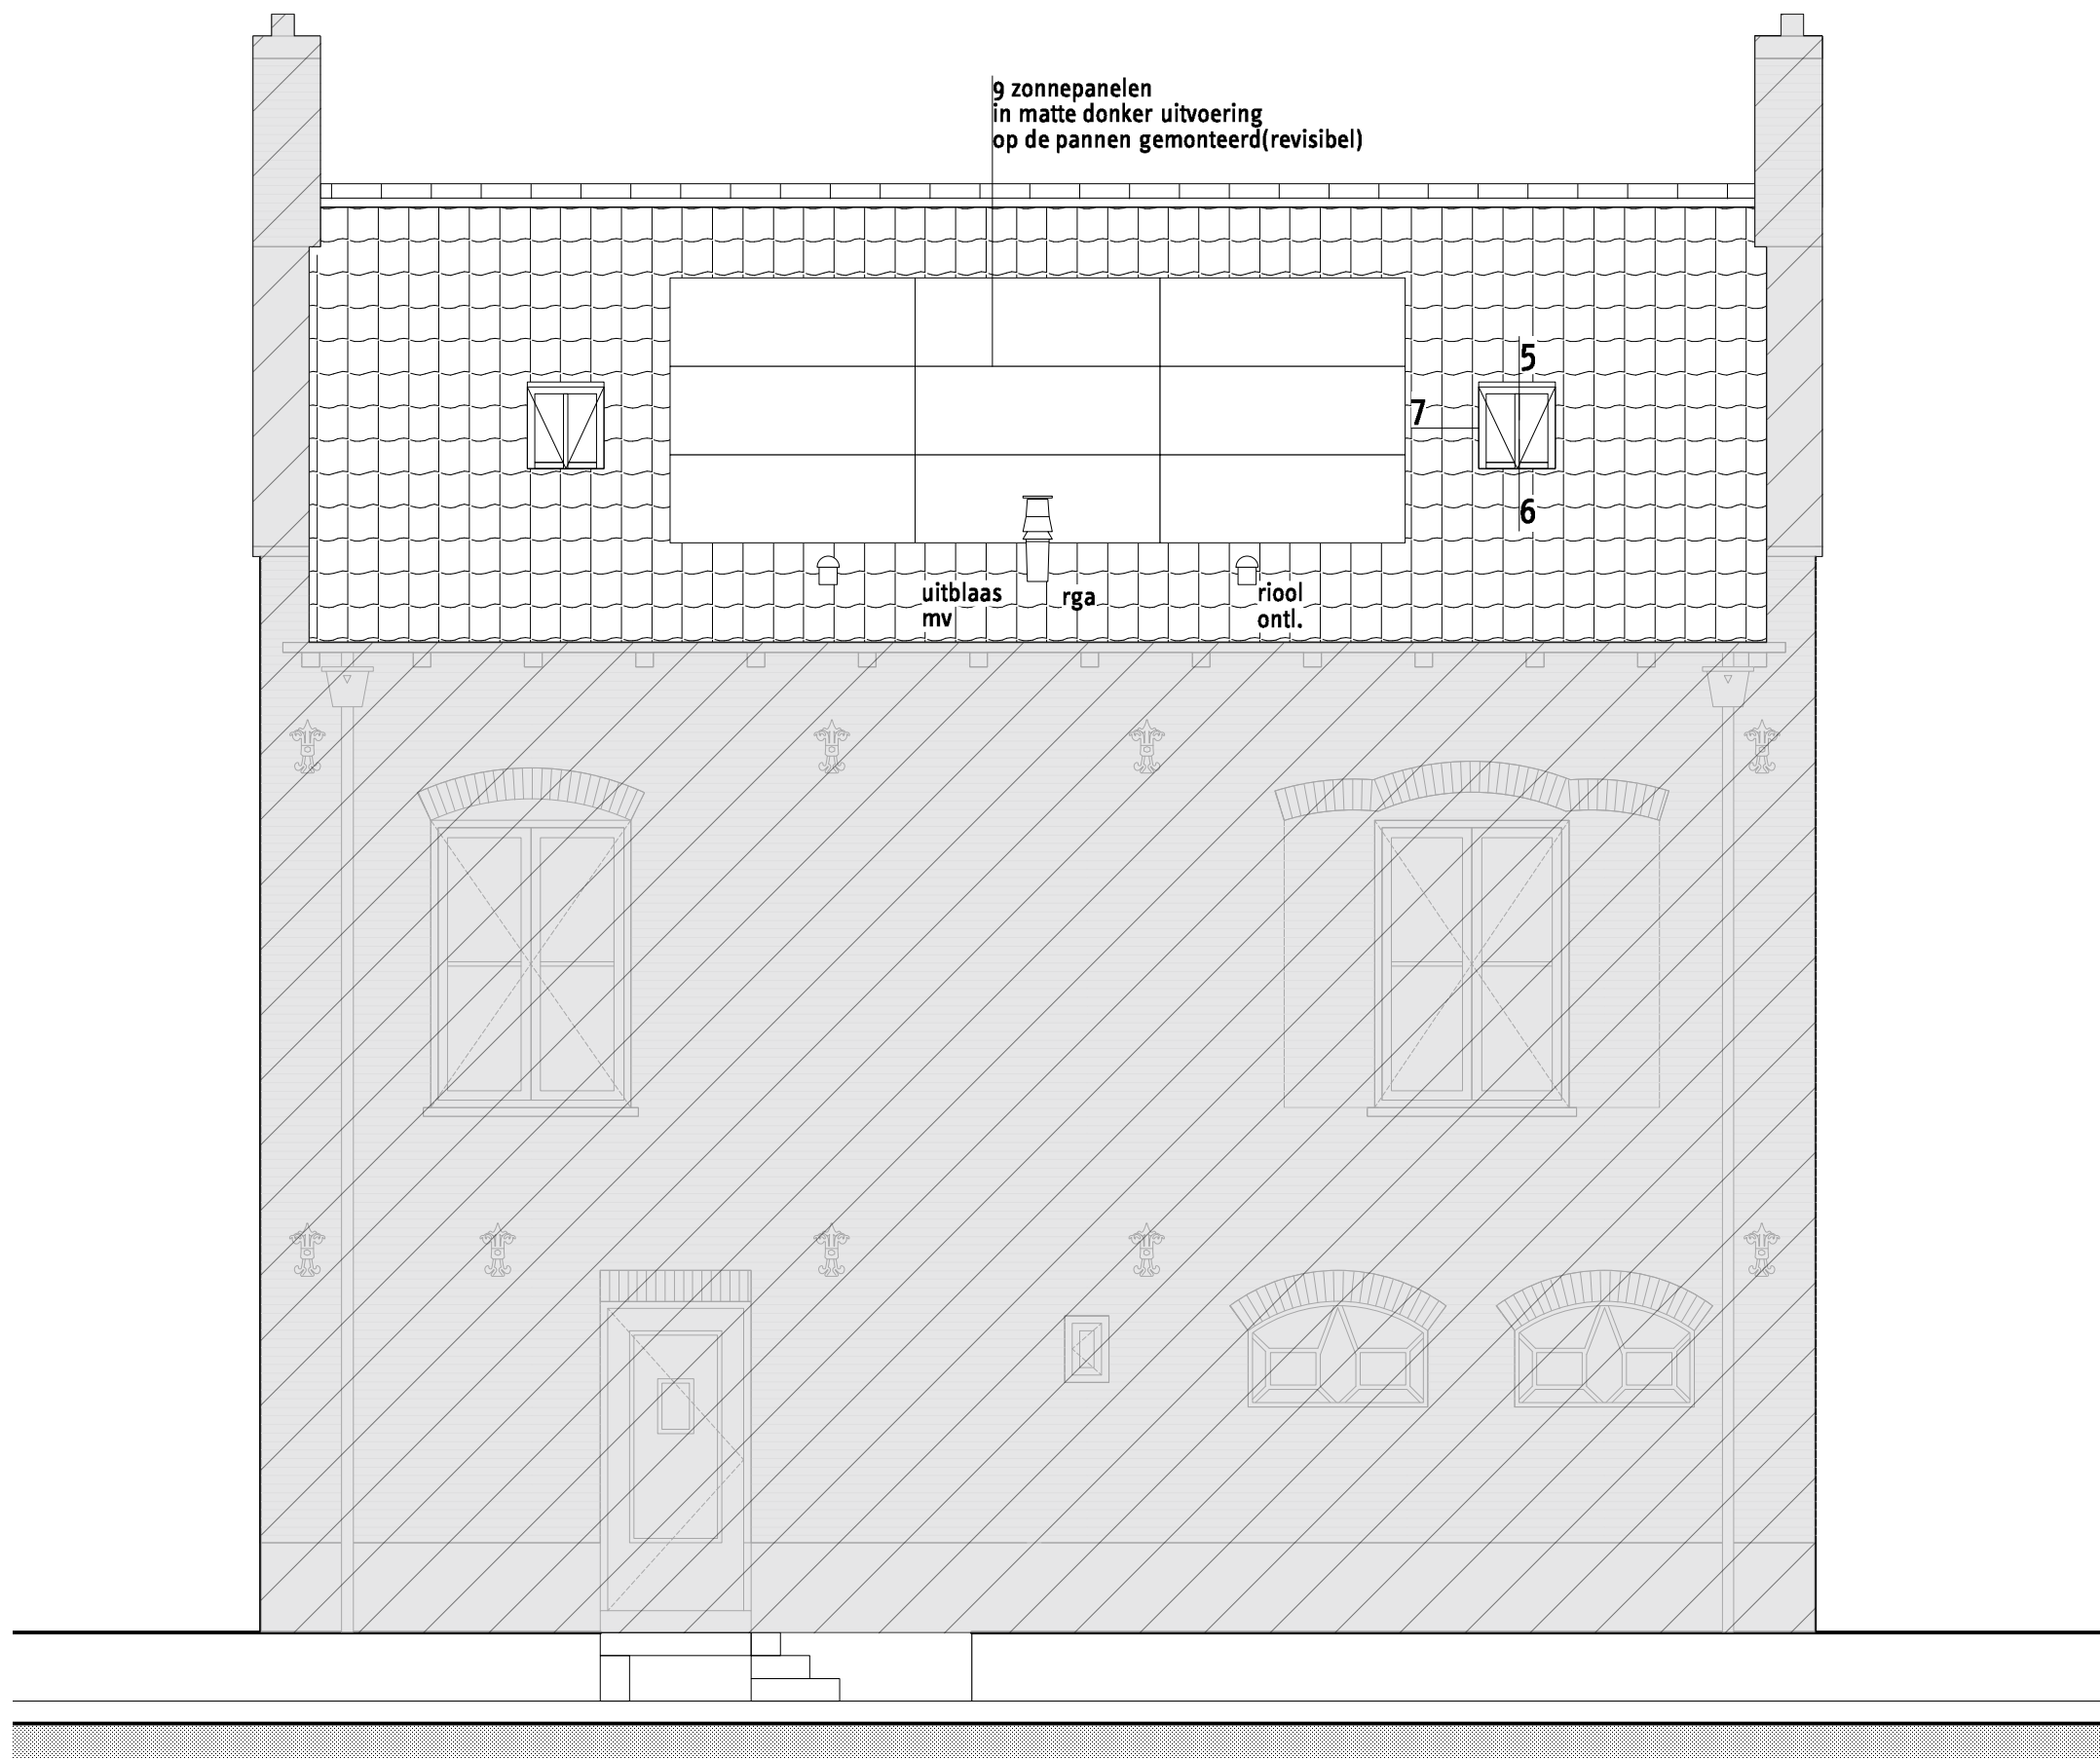 9 zonnepanelen
in matte donker uitvoering
op de pannen gemonteerd(revisibel)
5
7
6
uitblaas
mv
rga
riool
ontl.